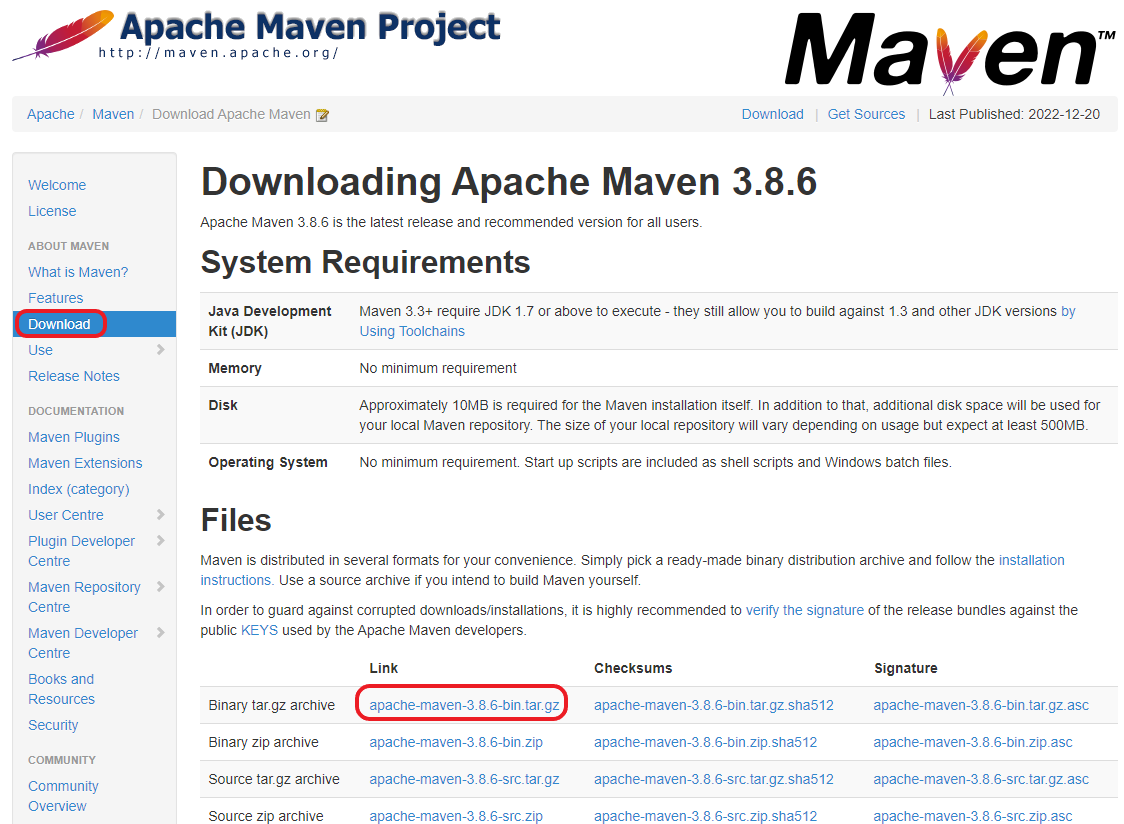 Apache Maven Project
http://maven.apache.org/
Maven™
Apache / Maven / Download Apache Maven
Download | Get Sources | Last Published: 2022-12-20
Welcome
License
ABOUT MAVEN
What is Maven?
Features
Download
Use
Release Notes
DOCUMENTATION
Maven Plugins
Maven Extensions
Index (category)
User Centre
Plugin Developer
Centre
Maven Repository
Centre
Maven Developer
Centre
Books and
Resources
Security
COMMUNITY
Community
Overview
Downloading Apache Maven 3.8.6
Apache Maven 3.8.6 is the latest release and recommended version for all users.
System Requirements
Java Development Maven 3.3+ require JDK 1.7 or above to execute - they still allow you to build against 1.3 and other JDK versions by
Kit (JDK) Using Toolchains
Memory No minimum requirement
Disk Approximately 10MB is required for the Maven installation itself. In addition to that, additional disk space will be used for
your local Maven repository. The size of your local repository will vary depending on usage but expect at least 500MB.
Operating System No minimum requirement. Start up scripts are included as shell scripts and Windows batch files.
Files
Maven is distributed in several formats for your convenience. Simply pick a ready-made binary distribution archive and follow the installation
instructions. Use a source archive if you intend to build Maven yourself.
In order to guard against corrupted downloads/installations, it is highly recommended to verify the signature of the release bundles against the
public KEYS used by the Apache Maven developers.
Link Checksums Signature
Binary tar.gz archive apache-maven-3.8.6-bin.tar.gz apache-maven-3.8.6-bin.tar.gz.sha512 apache-maven-3.8.6-bin.tar.gz.asc
Binary zip archive apache-maven-3.8.6-bin.zip apache-maven-3.8.6-bin.zip.sha512 apache-maven-3.8.6-bin.zip.asc
Source tar.gz archive apache-maven-3.8.6-src.tar.gz apache-maven-3.8.6-src.tar.gz.sha512 apache-maven-3.8.6-src.tar.gz.asc
Source zip archive apache-maven-3.8.6-src.zip apache-maven-3.8.6-src.zip.sha512 apache-maven-3.8.6-src.zip.asc